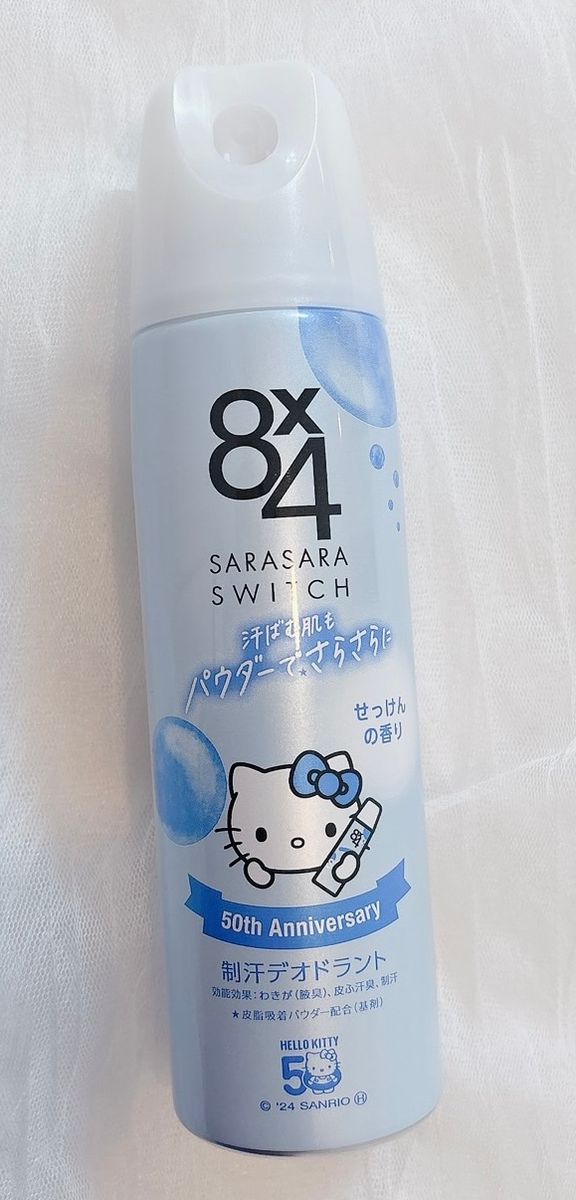 8x4
SARASARA
SWITCH
汗ばむ肌も
パウダーで★さらさらに
せっけん
の香り
8x4
50th Anniversary
制汗デオドラント
効能効果:わきが(腋臭)、皮ふ汗臭、制汗
★皮脂吸着パウダー配合(基剤)
HELLO KITTY
50
© '24 SANRIO Ⓗ